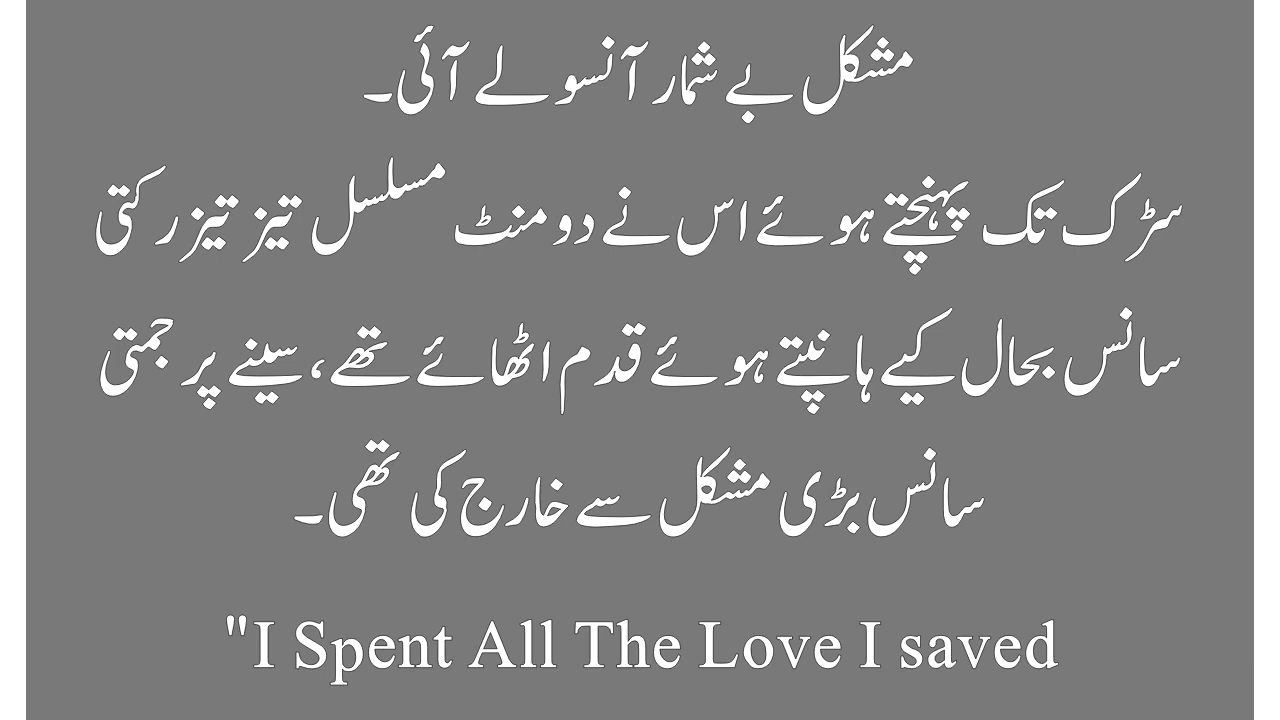 مشکل بے شمار آنسو لے آئی۔
سڑک تک پہنچتے ہوئے اس نے دو منٹ مسلسل تیز تیز رکتی
سانس بحال کیے ہانپتے ہوئے قدم اٹھائے تھے، سینے پر جمتی
سانس بڑی مشکل سے خارج کی تھی۔
"I Spent All The Love I saved